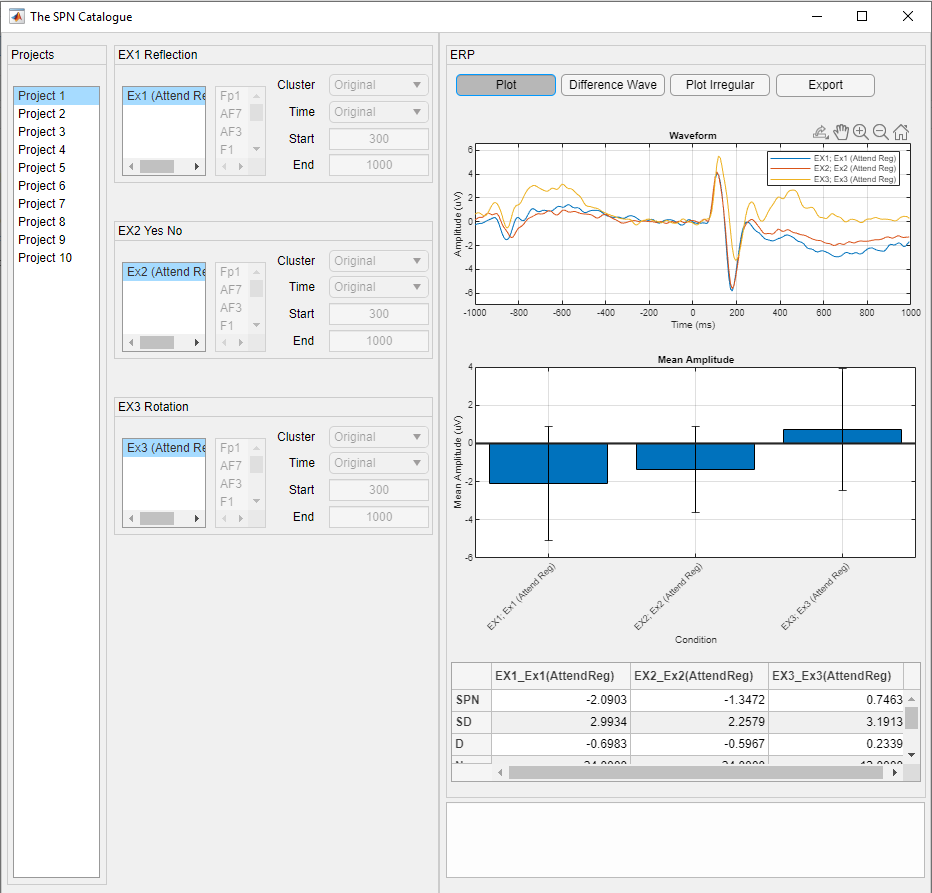 The SPN Catalogue
Projects
Project 1
Project 2
Project 3
Project 4
Project 5
Project 6
Project 7
Project 8
Project 9
Project 10
EX1 Reflection
Ex1 (Attend Re
Fp1
AF7
AF3
F1
Cluster Original
Time Original
Start 300
End 1000
EX2 Yes No
Ex2 (Attend Re
Fp1
AF7
AF3
F1
Cluster Original
Time Original
Start 300
End 1000
EX3 Rotation
Ex3 (Attend Re
Fp1
AF7
AF3
F1
Cluster Original
Time Original
Start 300
End 1000
ERP
Plot Difference Wave Plot Irregular Export
Waveform
EX1; Ex1 (Attend Reg)
EX2; Ex2 (Attend Reg)
EX3; Ex3 (Attend Reg)
Amplitude (uV)
6
4
2
0
-2
-4
-6
-1000 -800 -600 -400 -200 0 200 400 600 800 1000
Time (ms)
Mean Amplitude
Mean Amplitude (uV)
4
2
0
-2
-4
-6
EX1; Ex1 (Attend Reg)
EX2; Ex2 (Attend Reg)
EX3; Ex3 (Attend Reg)
Condition
EX1_Ex1(AttendReg) EX2_Ex2(AttendReg) EX3_Ex3(AttendReg)
SPN -2.0903 -1.3472 0.7463
SD 2.9934 2.2579 3.1913
D -0.6983 -0.5967 0.2339